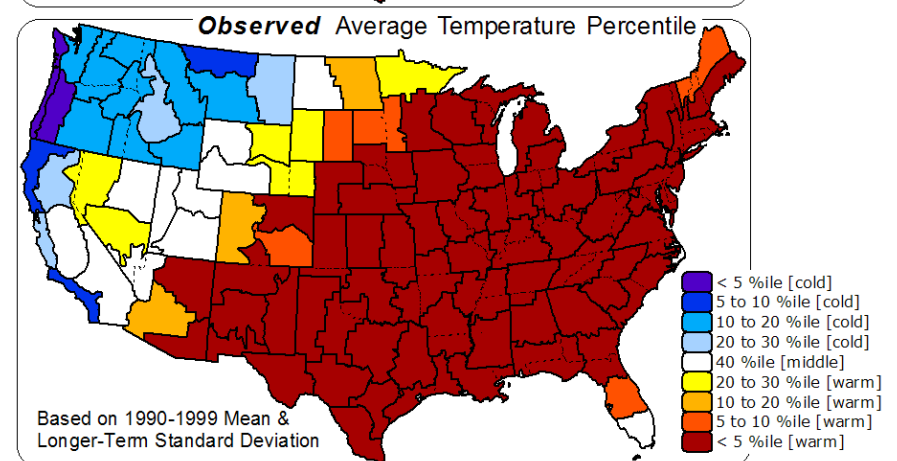 Observed Average Temperature Percentile
< 5 %ile [cold]
5 to 10 %ile [cold]
10 to 20 %ile [cold]
20 to 30 %ile [cold]
40 %ile [middle]
20 to 30 %ile [warm]
10 to 20 %ile [warm]
5 to 10 %ile [warm]
< 5 %ile [warm]
Based on 1990-1999 Mean &
Longer-Term Standard Deviation